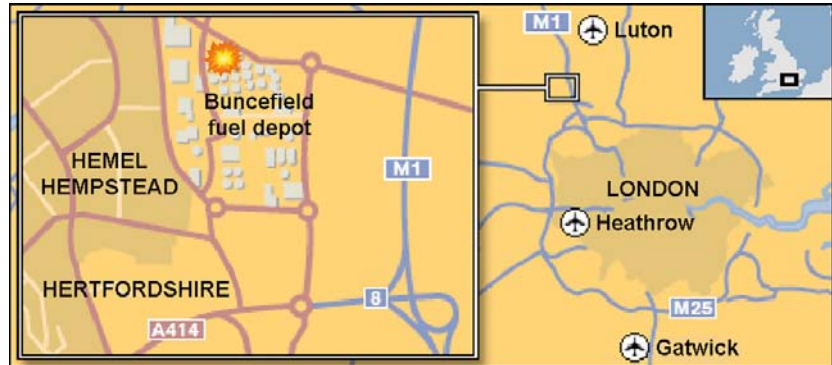 Buncefield
fuel depot
HEMEL
HEMPSTEAD
M1
HERTFORDSHIRE
8
A414
M1
Luton
LONDON
Heathrow
M25
Gatwick